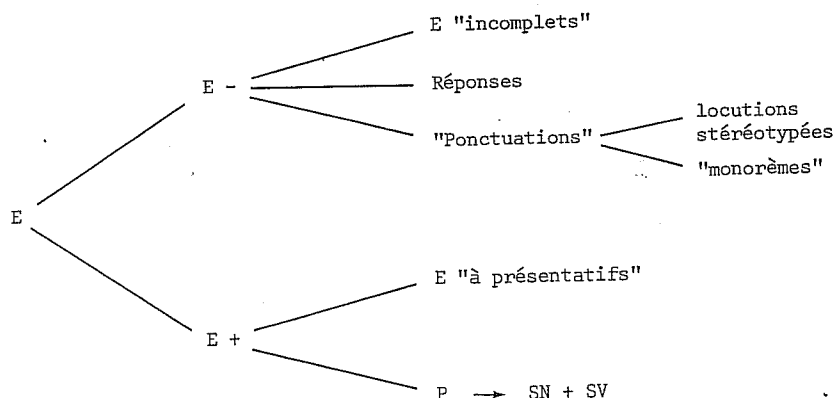 E "incomplets"
E -
Réponses
"Ponctuations"
locutions
stéréotypées
"monorèmes"
E
E "à présentatifs"
E +
P → SN + SV